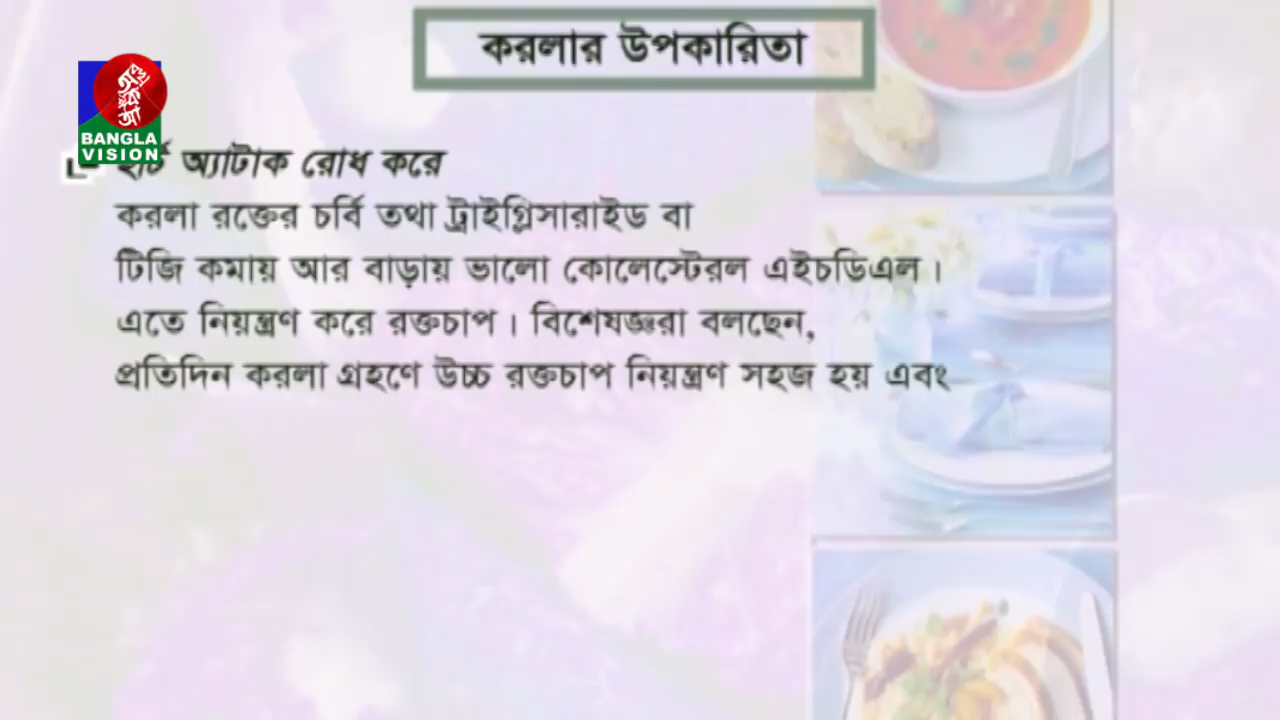 করলার উপকারিতা
BANGLA
VISION
হার্ট অ্যাটাক রোধ করে
করলা রক্তের চর্বি তথা ট্রাইগ্লিসারাইড বা
টিজি কমায় আর বাড়ায় ভালো কোলেস্টেরল এইচডিএল।
এতে নিয়ন্ত্রণ করে রক্তচাপ। বিশেষজ্ঞরা বলছেন,
প্রতিদিন করলা গ্রহণে উচ্চ রক্তচাপ নিয়ন্ত্রণ সহজ হয় এবং